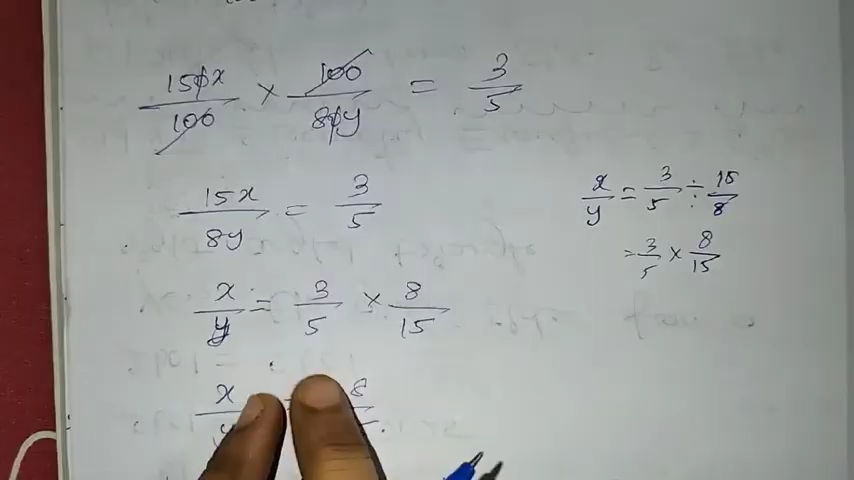 150x/100 × 100/80y = 3/5
15x/8y = 3/5
x/y = 3/5 ÷ 15/8
= 3/5 × 8/15
x/y = 3/5 × 8/15
x/y = 8